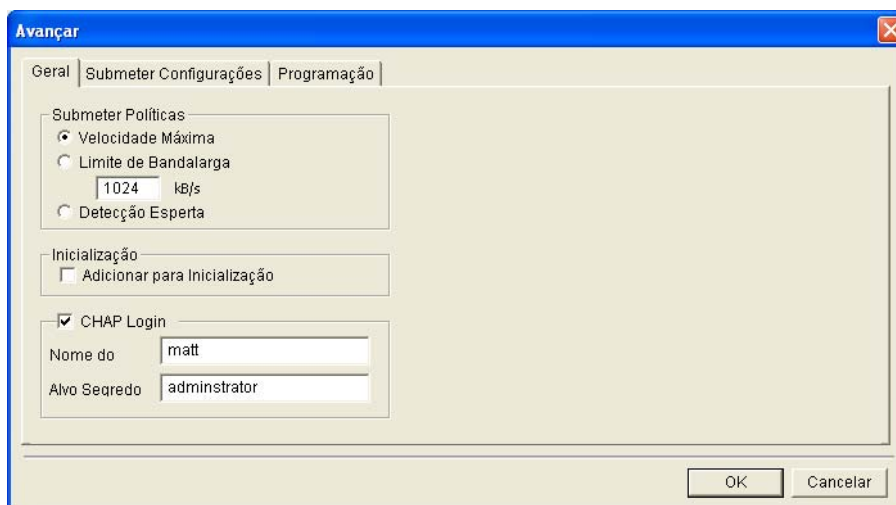 Avançar
Geral Submeter Configurações Programação
Submeter Políticas
Velocidade Máxima
Limite de Bandalarga
1024 kB/s
Detecção Esperta
Inicialização
Adicionar para Inicialização
CHAP Login
Nome do matt
Alvo Segredo adminstrator
OK Cancelar